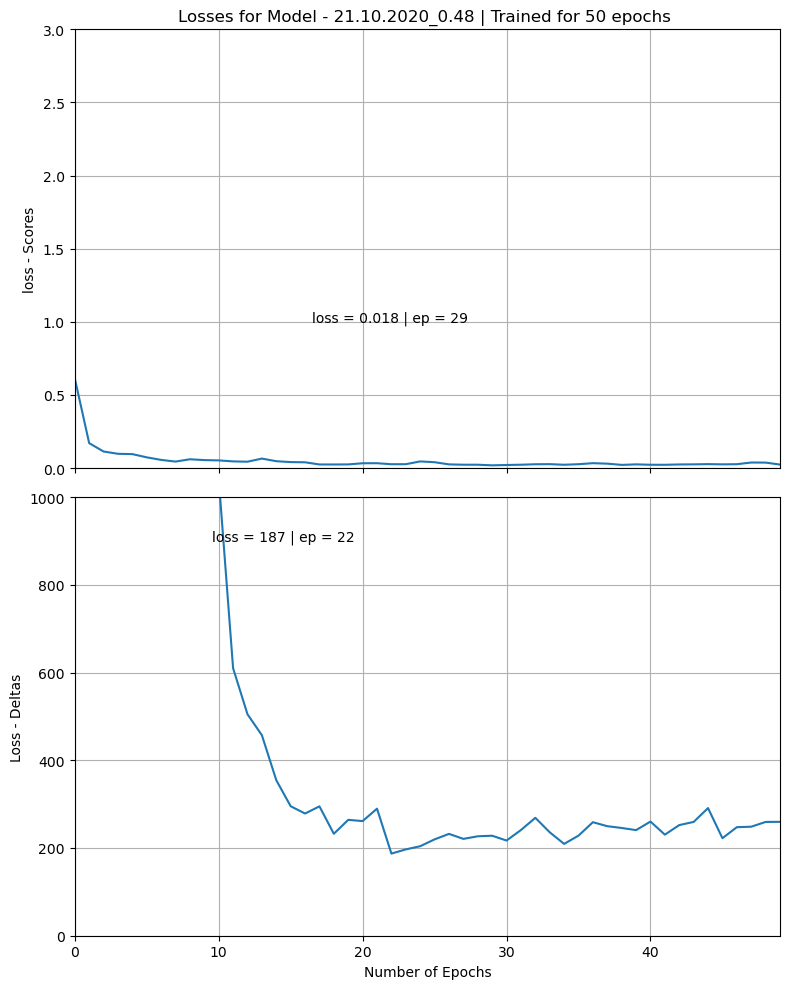 Losses for Model - 21.10.2020_0.48 | Trained for 50 epochs
3.0
2.5
2.0
1.5
1.0
0.5
0.0
loss - Scores
loss = 0.018 | ep = 29
1000
800
600
400
200
0
Loss - Deltas
loss = 187 | ep = 22
0 10 20 30 40
Number of Epochs